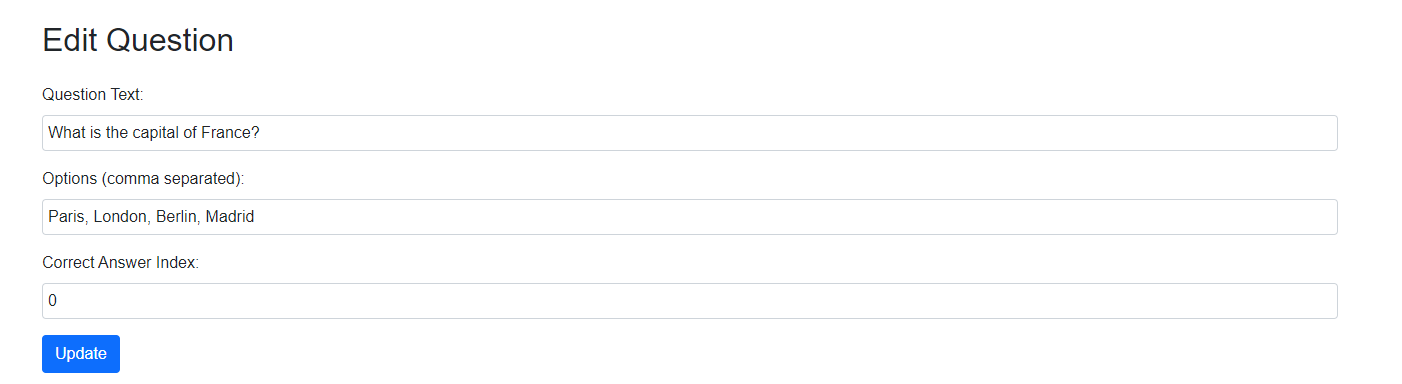 Edit Question
Question Text:
What is the capital of France?
Options (comma separated):
Paris, London, Berlin, Madrid
Correct Answer Index:
0
Update